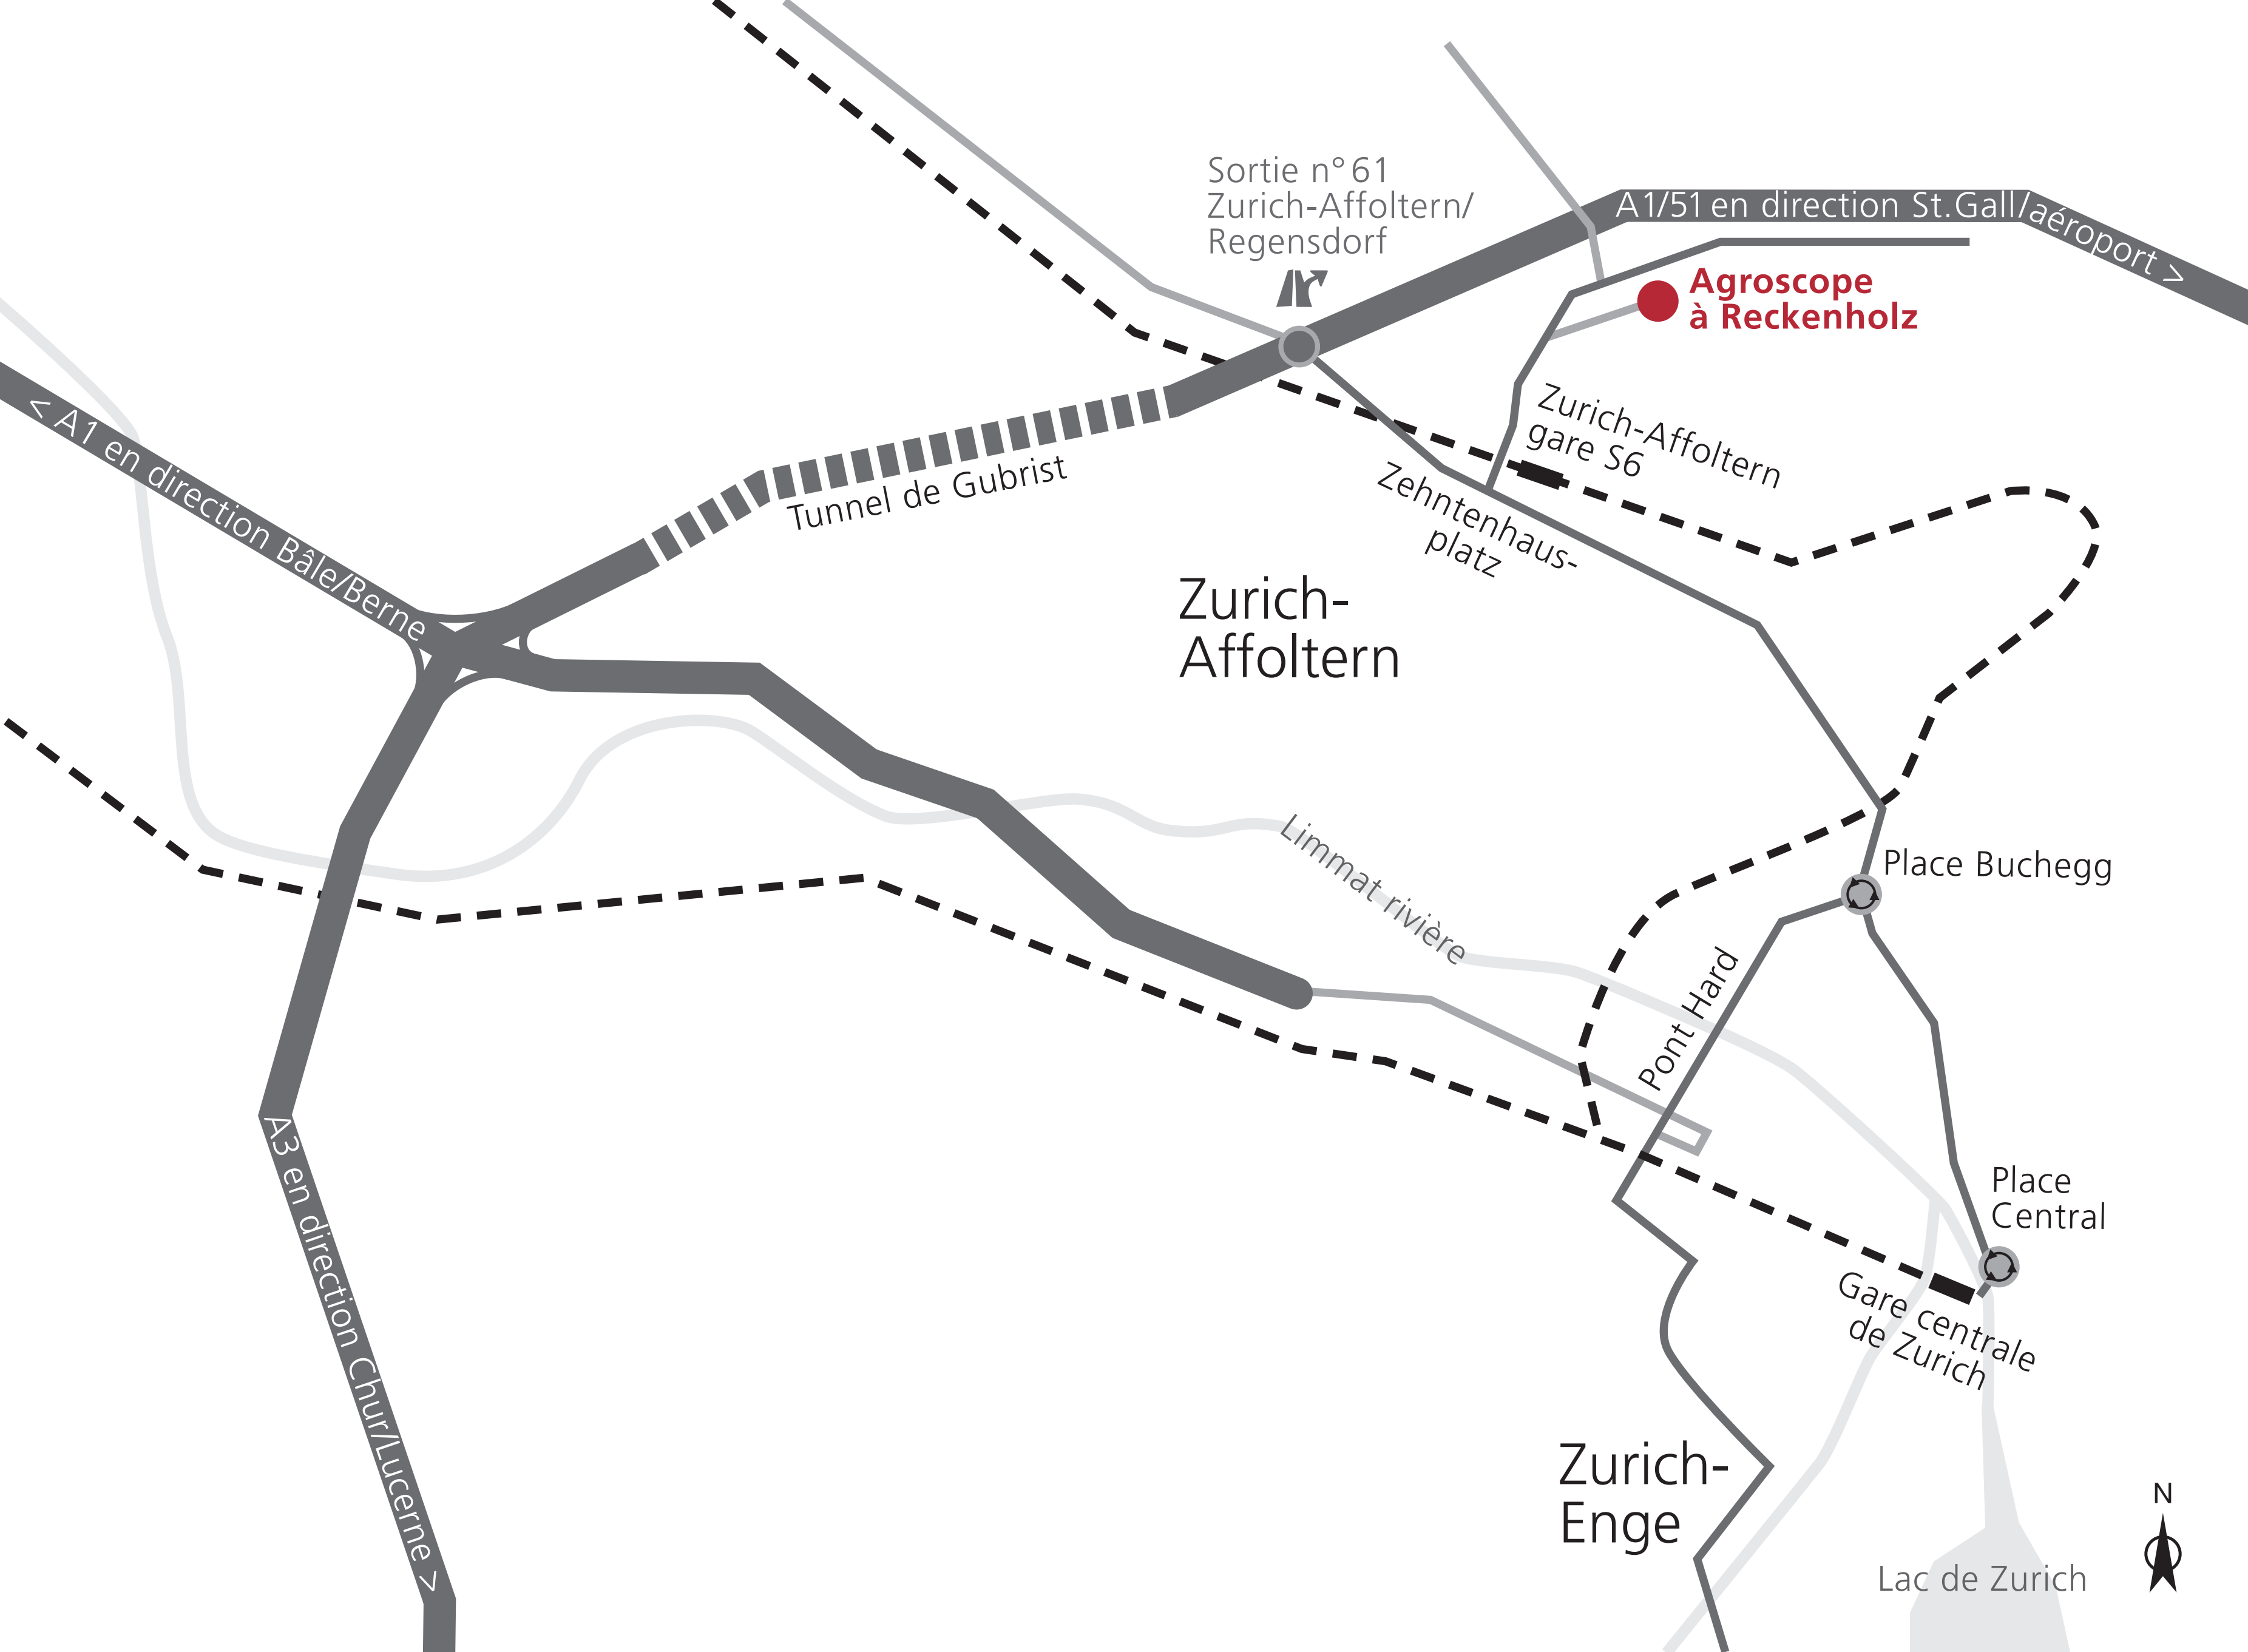 Sortie n° 61
Zurich-Affoltern/
Regensdorf
A1/51 en direction St.Gall/aéroport >
Agroscope
à Reckenholz
< A1 en direction Bâle/Berne
Tunnel de Gubrist
Zurich-Affoltern
gare S6
Zehntenhaus-
platz
Zurich-
Affoltern
Limmat rivière
Place Buchegg
Pont Hard
A3 en direction Chur/Lucerne >
Place
Central
Gare centrale
de Zurich
Zurich-
Enge
N
Lac de Zurich